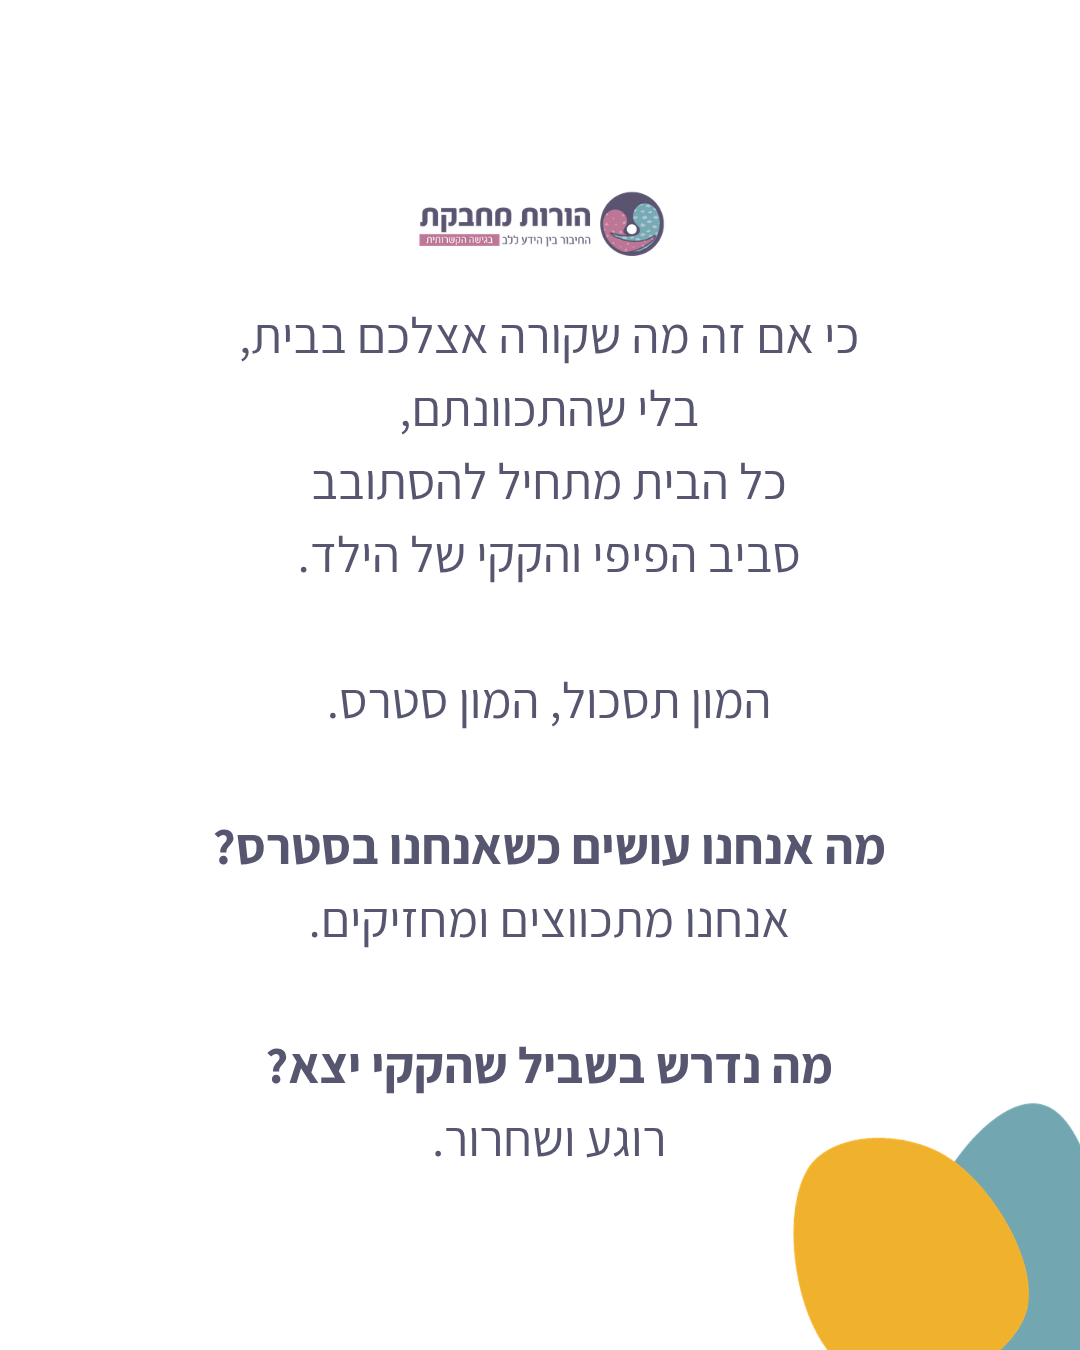 הורות מחבקת
החיבור בין הידע ללב בגישה הקשרותית
כי אם זה מה שקורה אצלכם בבית,
בלי שהתכוונתם,
כל הבית מתחיל להסתובב
סביב הפיפי והקקי של הילד.
המון תסכול, המון סטרס.
מה אנחנו עושים כשאנחנו בסטרס?
אנחנו מתכווצים ומחזיקים.
מה נדרש בשביל שהקקי יצא?
רוגע ושחרור.